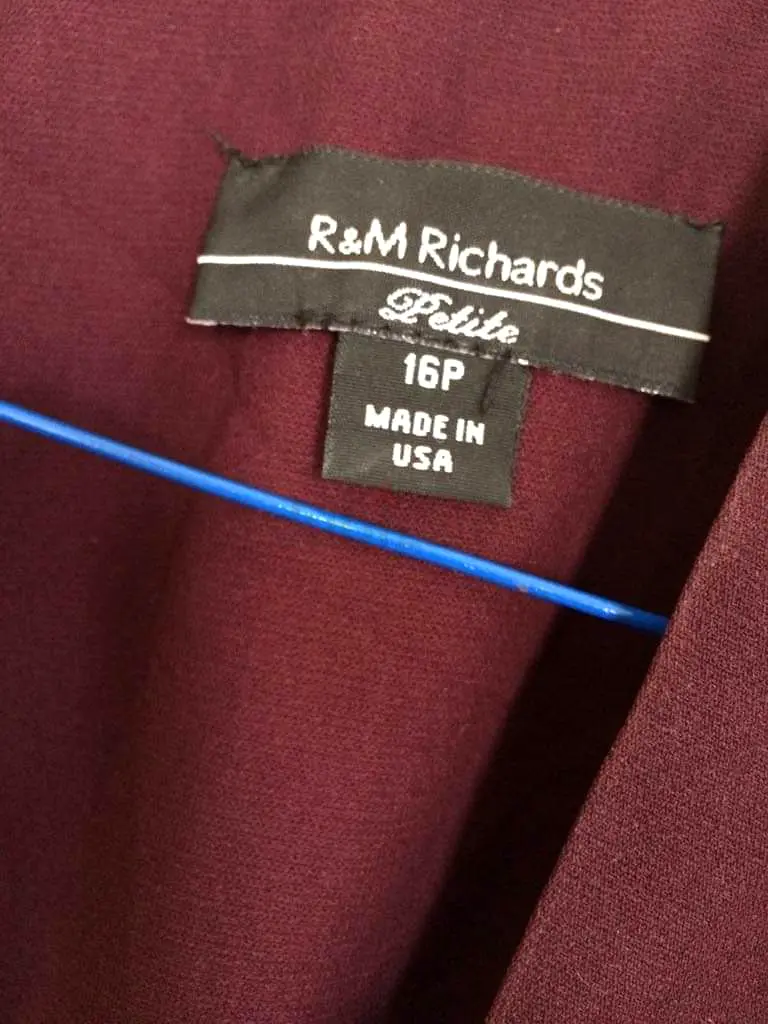 R&M Richards
Petite
16P
MADE IN
USA